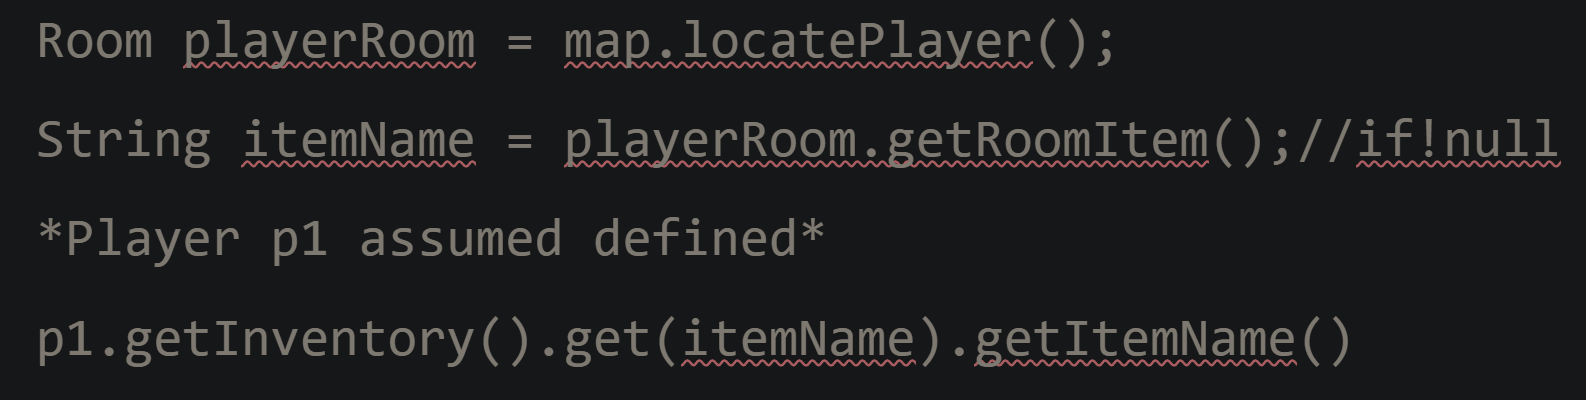 Room playerRoom = map.locatePlayer();
String itemName = playerRoom.getRoomItem();//if!null
*Player p1 assumed defined*
p1.getInventory().get(itemName).getItemName()